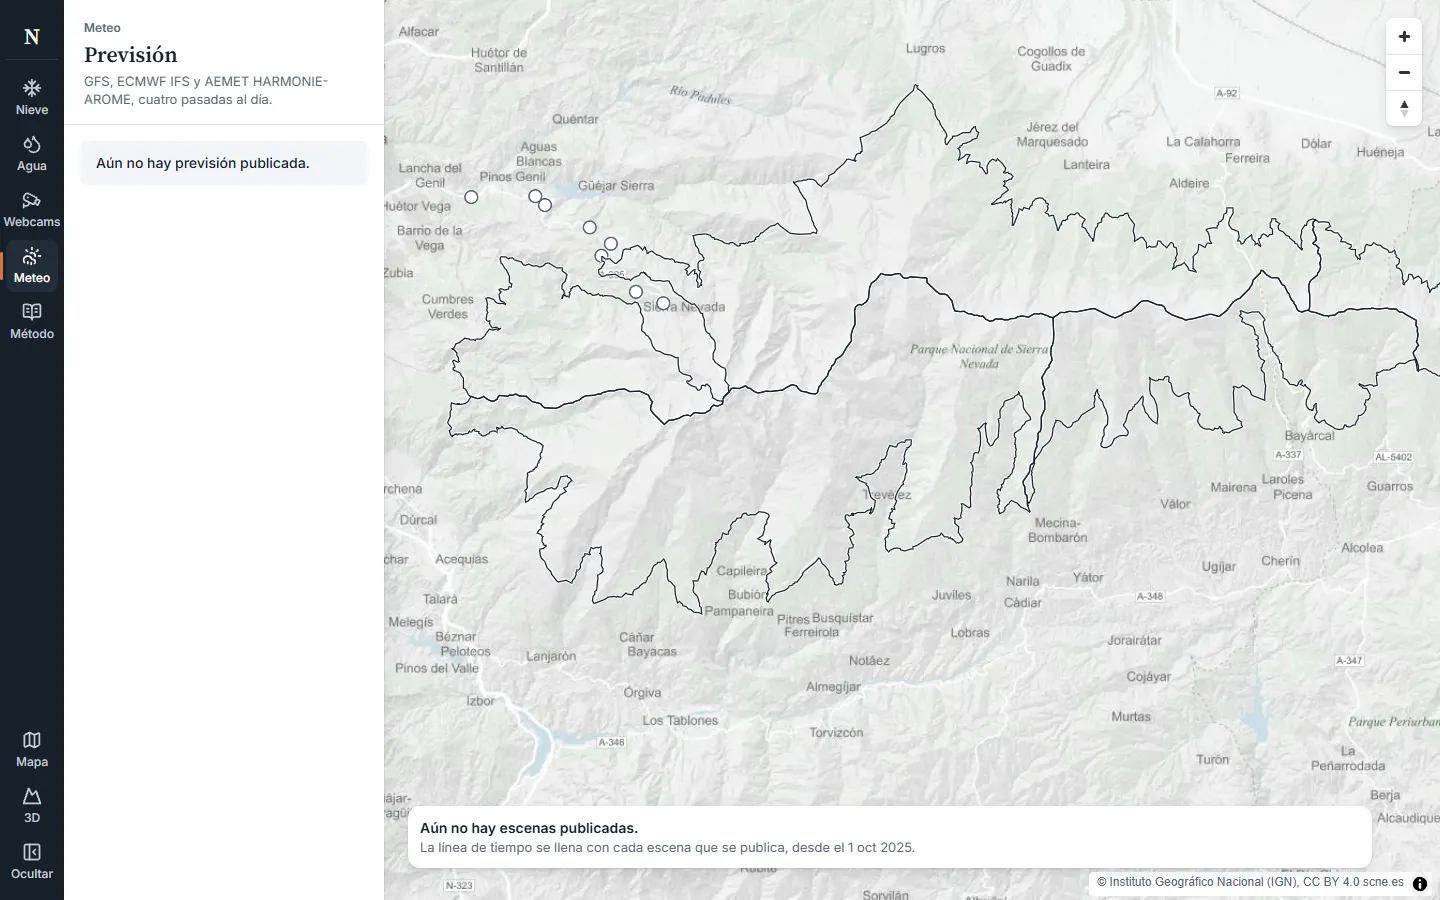 N
Nieve
Agua
Webcams
Meteo
Método
Mapa
3D
Ocultar
Meteo
Previsión
GFS, ECMWF IFS y AEMET HARMONIE-
AROME, cuatro pasadas al día.
Aún no hay previsión publicada.
Alfacar
Huétor de
Santillán
Lugros
Cogollos de
Guadix
A-92
Río Padules
Quéntar
Jérez del
Marquesado
La Calahorra
Ferreira
Dólar
Huéneja
La
Aguas
Blancas
Lanteira
Lancha del
Genil
Pinos Genil
Güéjar Sierra
Aldeire
Huétor Vega
Barrio de la
Vega
Zubia
Cumbres
Verdes
Sierra Nevada
Parque Nacional de Sierra
Nevada
Bayárcal
A-337
AL-5402
Trevélez
Mairena
Laroles
Picena
Guarros
Válor
Dúrcal
Mecina-
Bombarón
Alcolea
Acequias
Cherín
Ugíjar
Capileira
Narila
Yátor
Bubión
Juviles
Cádiar
A-348
Talará
Pampaneira
Pitres
Busquístar
Ferreirola
Melegís
Béznar
Peloteos
Cáñar
Bayacas
Lobras
Jorairátar
Lanjarón
Pinos del Valle
Notáez
A-347
Cojáyar
Órgiva
Almegíjar
Izbor
Los Tablones
Murtas
Parque Periurban
Torvizcón
A-346
Turón
La
Peñarrodada
Berja
Alcaudique
Aún no hay escenas publicadas.
La línea de tiempo se llena con cada escena que se publica, desde el 1 oct 2025.
N-323
Sorvilán
© Instituto Geográfico Nacional (IGN), CC BY 4.0 scne.es